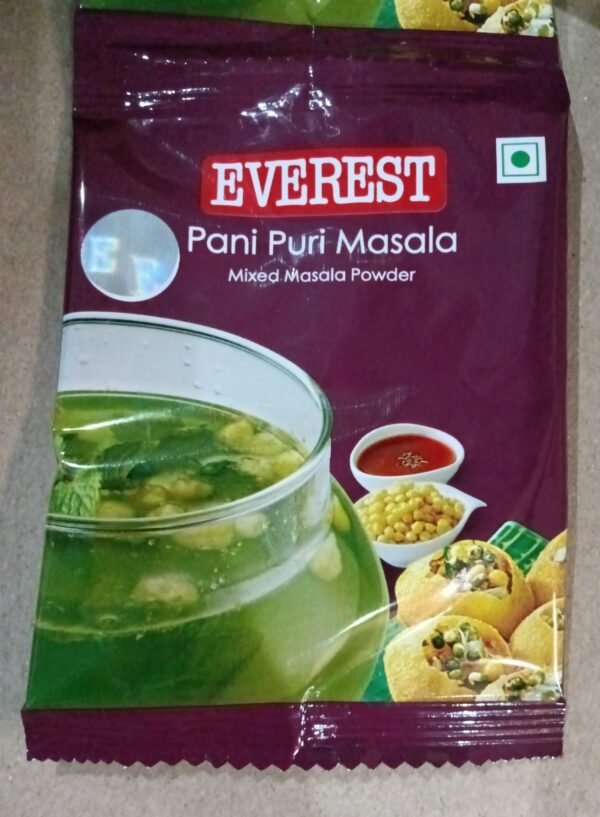 EVEREST
Pani Puri Masala
Mixed Masala Powder
E E